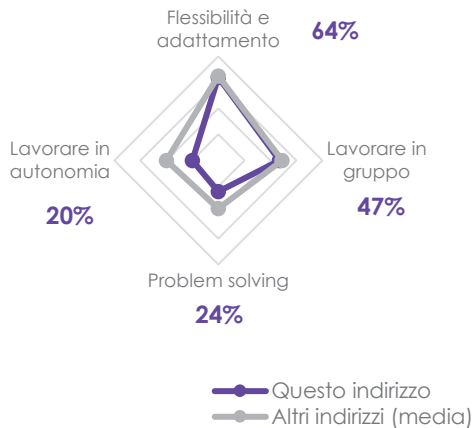 Flessibilità e
adattamento
64%
Lavorare in
autonomia
20%
Lavorare in
gruppo
47%
Problem solving
24%
Questo indirizzo
Altri indirizzi (media)